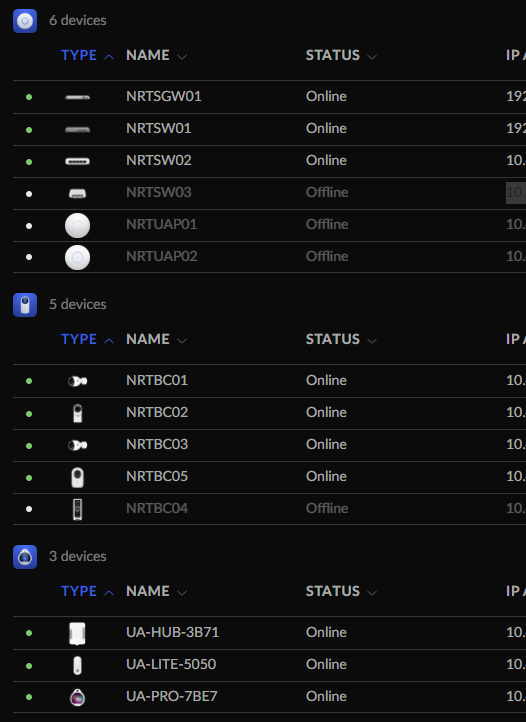 6 devices
TYPE NAME STATUS IP A
NRTSGW01 Online 192
NRTSW01 Online 192
NRTSW02 Online 10.
NRTSW03 Offline 10.
NRTUAP01 Offline 10.
NRTUAP02 Offline 10.
5 devices
TYPE NAME STATUS IP A
NRTBC01 Online 10.
NRTBC02 Online 10.
NRTBC03 Online 10.
NRTBC05 Online 10.
NRTBC04 Offline 10.
3 devices
TYPE NAME STATUS IP A
UA-HUB-3B71 Online 10.
UA-LITE-5050 Online 10.
UA-PRO-7BE7 Online 10.